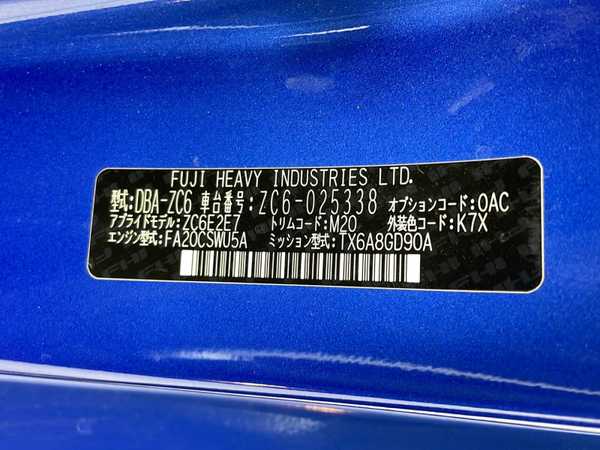 FUJI HEAVY INDUSTRIES LTD.
型式:DBA-ZC6 車台番号:ZC6-025338 オプションコード:0AC
アプライドモデル:ZC6E2E7 トリムコード:M20 外装色コード:K7X
エンジン型式:FA20CSWU5A ミッション型式:TX6A8GD90A